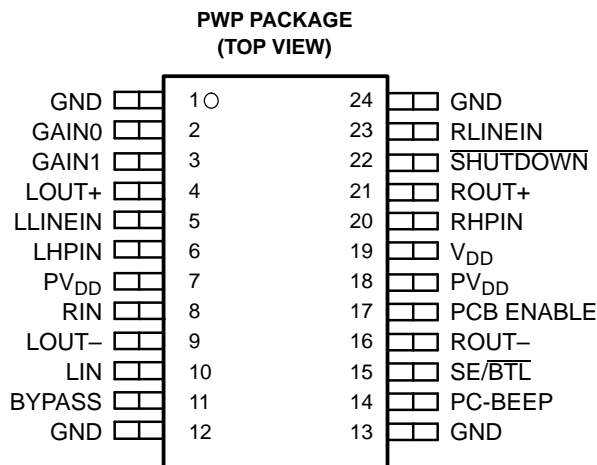 PWP PACKAGE
(TOP VIEW)
GND 1 24 GND
GAIN0 2 23 RLINEIN
GAIN1 3 22 S̅H̅U̅T̅D̅O̅W̅N̅
LOUT+ 4 21 ROUT+
LLINEIN 5 20 RHPIN
LHPIN 6 19 VDD
PVDD 7 18 PVDD
RIN 8 17 PCB ENABLE
LOUT– 9 16 ROUT–
LIN 10 15 SE/B̅T̅L̅
BYPASS 11 14 PC-BEEP
GND 12 13 GND